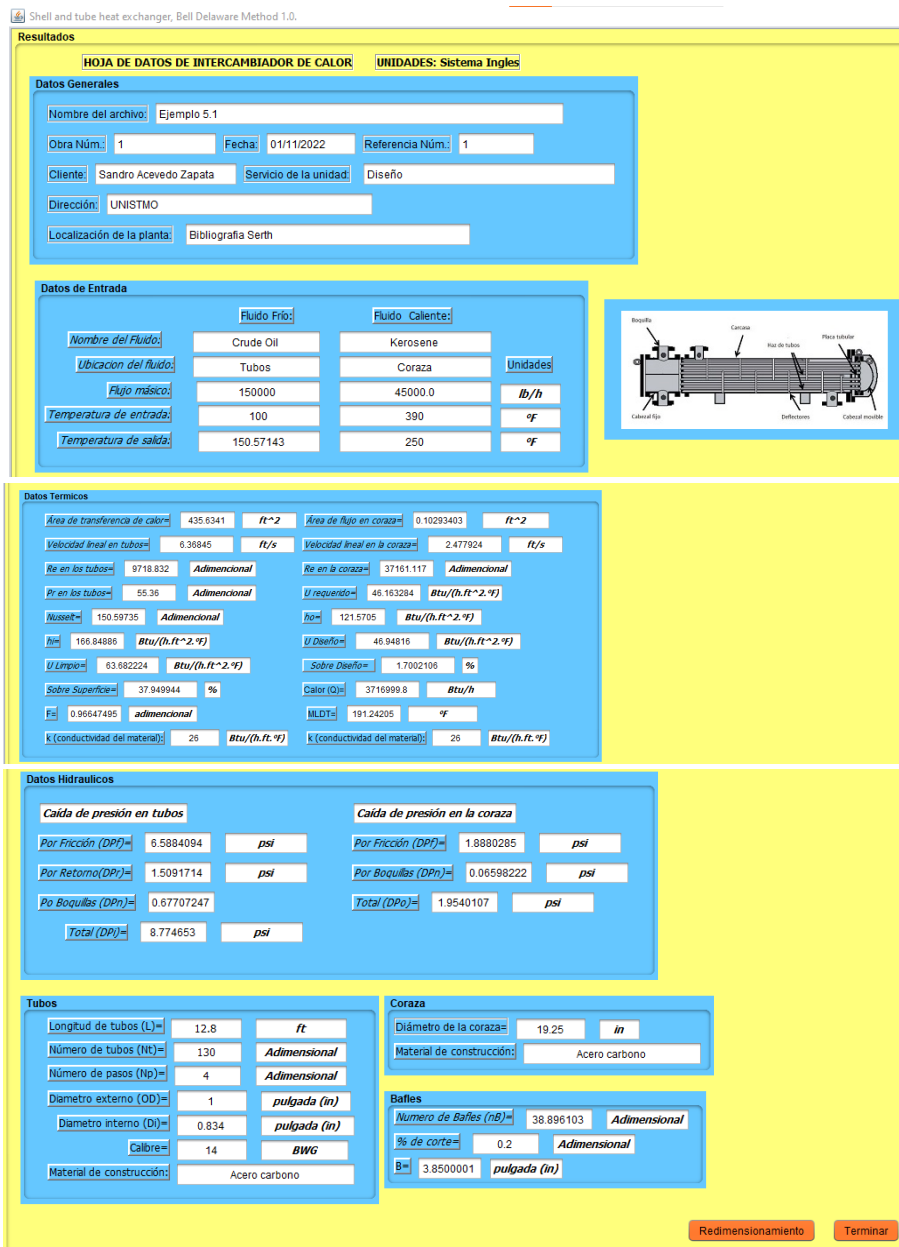 Shell and tube heat exchanger, Bell Delaware Method 1.0.
Resultados
HOJA DE DATOS DE INTERCAMBIADOR DE CALOR UNIDADES: Sistema Ingles
Datos Generales
Nombre del archivo: Ejemplo 5.1
Obra Núm.: 1 Fecha: 01/11/2022 Referencia Núm.: 1
Cliente: Sandro Acevedo Zapata Servicio de la unidad: Diseño
Dirección: UNISTMO
Localización de la planta: Bibliografia Serth
Datos de Entrada
Fluido Frío: Fluido Caliente:
Nombre del Fluido: Crude Oil Kerosene
Ubicacion del fluido: Tubos Coraza Unidades
Flujo másico: 150000 45000.0 lb/h
Temperatura de entrada: 100 390 ºF
Temperatura de salida: 150.57143 250 ºF
Boquilla Carcasa Haz de tubos Place tobular
Cabezal fijo Deflectores Cabezal movible
Datos Termicos
Área de transferencia de calor= 435.6341 ft^2 Área de flujo en coraza= 0.10293403 ft^2
Velocidad lineal en tubos= 6.36845 ft/s Velocidad lineal en la coraza= 2.477924 ft/s
Re en los tubos= 9718.832 Adimencional Re en la coraza= 37161.117 Adimencional
Pr en los tubos= 55.36 Adimencional U requerido= 46.163284 Btu/(h.ft^2.ºF)
Nusselt= 150.59735 Adimencional ho= 121.5705 Btu/(h.ft^2.ºF)
hi= 166.84886 Btu/(h.ft^2.ºF) U Diseño= 46.94816 Btu/(h.ft^2.ºF)
U Limpio= 63.682224 Btu/(h.ft^2.ºF) Sobre Diseño= 1.7002106 %
Sobre Superficie= 37.949944 % Calor (Q)= 3716999.8 Btu/h
F= 0.96647495 adimencional MLDT= 191.24205 ºF
k (conductividad del material): 26 Btu/(h.ft.ºF) k (conductividad del material): 26 Btu/(h.ft.ºF)
Datos Hidraulicos
Caída de presión en tubos Caída de presión en la coraza
Por Fricción (DPf)= 6.5884094 psi Por Fricción (DPf)= 1.8880285 psi
Por Retorno(DPr)= 1.5091714 psi Por Boquillas (DPn)= 0.06598222 psi
Po Boquillas (DPn)= 0.67707247 Total (DPo)= 1.9540107 psi
Total (DPi)= 8.774653 psi
Tubos
Longitud de tubos (L)= 12.8 ft
Número de tubos (Nt)= 130 Adimensional
Número de pasos (Np)= 4 Adimensional
Diametro externo (OD)= 1 pulgada (in)
Diametro interno (Di)= 0.834 pulgada (in)
Calibre= 14 BWG
Material de construcción: Acero carbono
Coraza
Diámetro de la coraza= 19.25 in
Material de construcción: Acero carbono
Bafles
Numero de Bafles (nB)= 38.896103 Adimensional
% de corte= 0.2 Adimensional
B= 3.8500001 pulgada (in)
Redimensionamiento Terminar